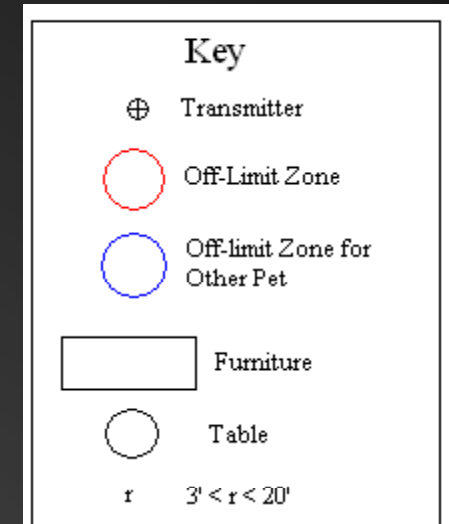 Key
Transmitter
Off-Limit Zone
Off-limit Zone for
Other Pet
Furniture
Table
r 3' < r < 20'